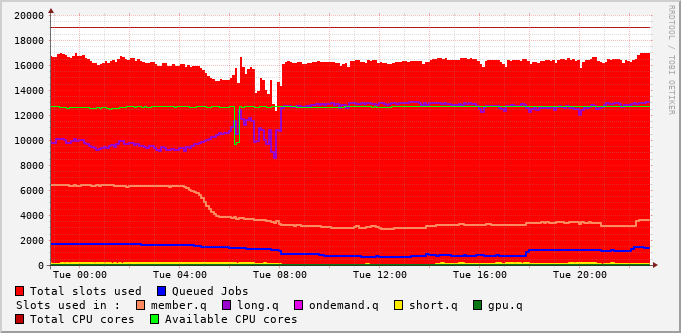 20000
18000
16000
14000
12000
10000
8000
6000
4000
2000
0
Tue 00:00 Tue 04:00 Tue 08:00 Tue 12:00 Tue 16:00 Tue 20:00
RRDTOOL / TOBI OETIKER
Total slots used Queued Jobs
Slots used in : member.q long.q ondemand.q short.q gpu.q
Total CPU cores Available CPU cores